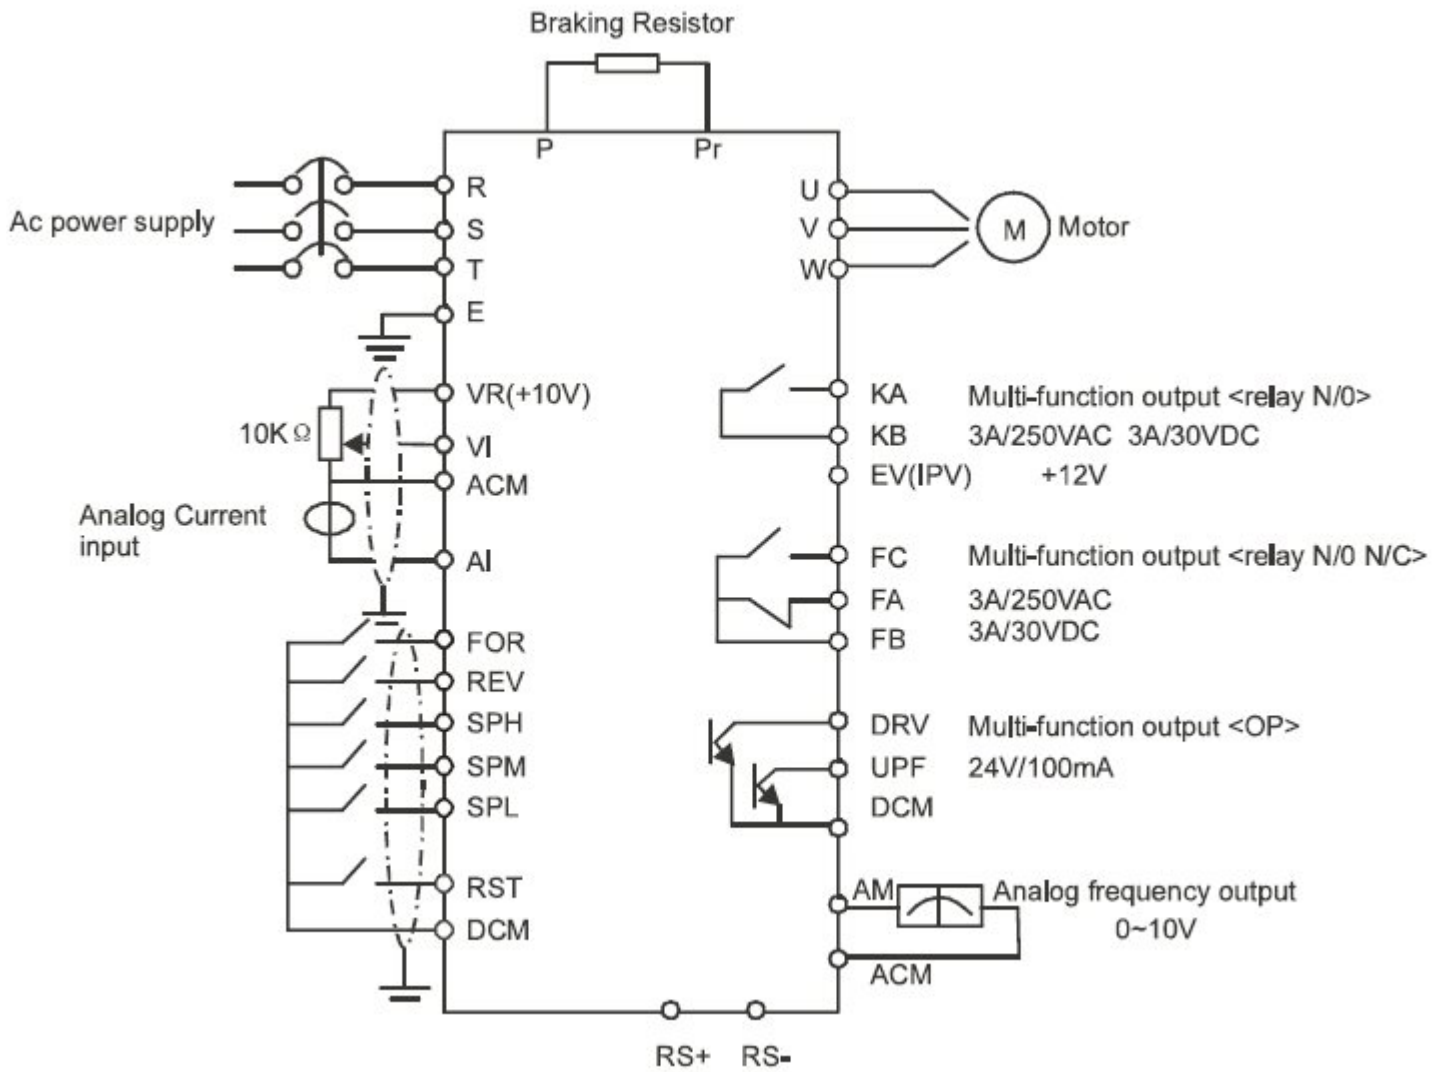 Braking Resistor
P
Pr
Ac power supply
R
S
T
E
VR(+10V)
10K Ω
VI
ACM
Analog Current
input
AI
FOR
REV
SPH
SPM
SPL
RST
DCM
U
V
W
M
Motor
KA Multi-function output <relay N/0>
KB 3A/250VAC 3A/30VDC
EV(IPV) +12V
FC Multi-function output <relay N/0 N/C>
FA 3A/250VAC
FB 3A/30VDC
DRV Multi-function output <OP>
UPF 24V/100mA
DCM
AM Analog frequency output
0~10V
ACM
RS+ RS-